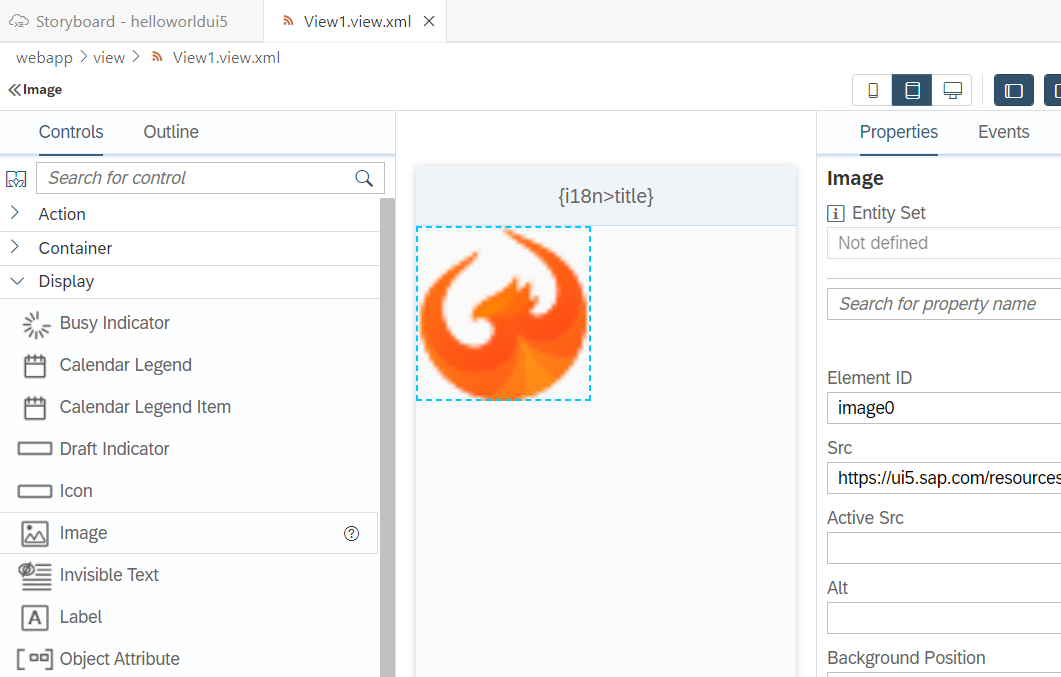 Storyboard - helloworldui5
View1.view.xml
webapp > view > View1.view.xml
Image
Controls
Outline
Search for control
Action
Container
Display
Busy Indicator
Calendar Legend
Calendar Legend Item
Draft Indicator
Icon
Image
Invisible Text
A Label
Object Attribute
{i18n>title}
Properties
Events
Image
Entity Set
Not defined
Search for property name
Element ID
image0
Src
https://ui5.sap.com/resources
Active Src
Alt
Background Position